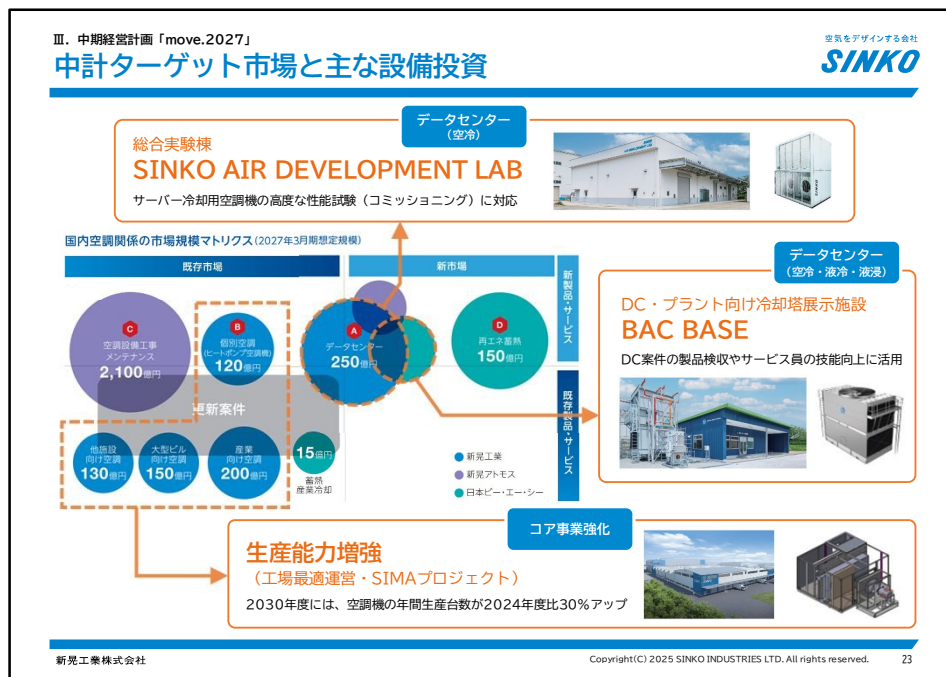 Ⅲ. 中期経営計画「move.2027」
中計ターゲット市場と主な設備投資
空気をデザインする会社
SINKO
データセンター
(空冷)
総合実験棟
SINKO AIR DEVELOPMENT LAB
サーバー冷却用空調機の高度な性能試験(コミッショニング)に対応
国内空調関係の市場規模マトリクス(2027年3月期想定規模)
既存市場
新市場
新製品・サービス
既存製品・サービス
C
空調設備工事
メンテナンス
2,100億円
B
個別空調
(ヒートポンプ空調機)
120億円
A
データセンター
250億円
D
再エネ蓄熱
150億円
更新案件
他施設
向け空調
130億円
大型ビル
向け空調
150億円
産業
向け空調
200億円
15億円
蓄熱
産業冷却
新晃工業
新晃アトモス
日本ビー・エー・シー
データセンター
(空冷・液冷・液浸)
DC・プラント向け冷却塔展示施設
BAC BASE
DC案件の製品検収やサービス員の技能向上に活用
コア事業強化
生産能力増強
(工場最適運営・SIMAプロジェクト)
2030年度には、空調機の年間生産台数が2024年度比30%アップ
新晃工業株式会社
Copyright(C) 2025 SINKO INDUSTRIES LTD. All rights reserved.
23